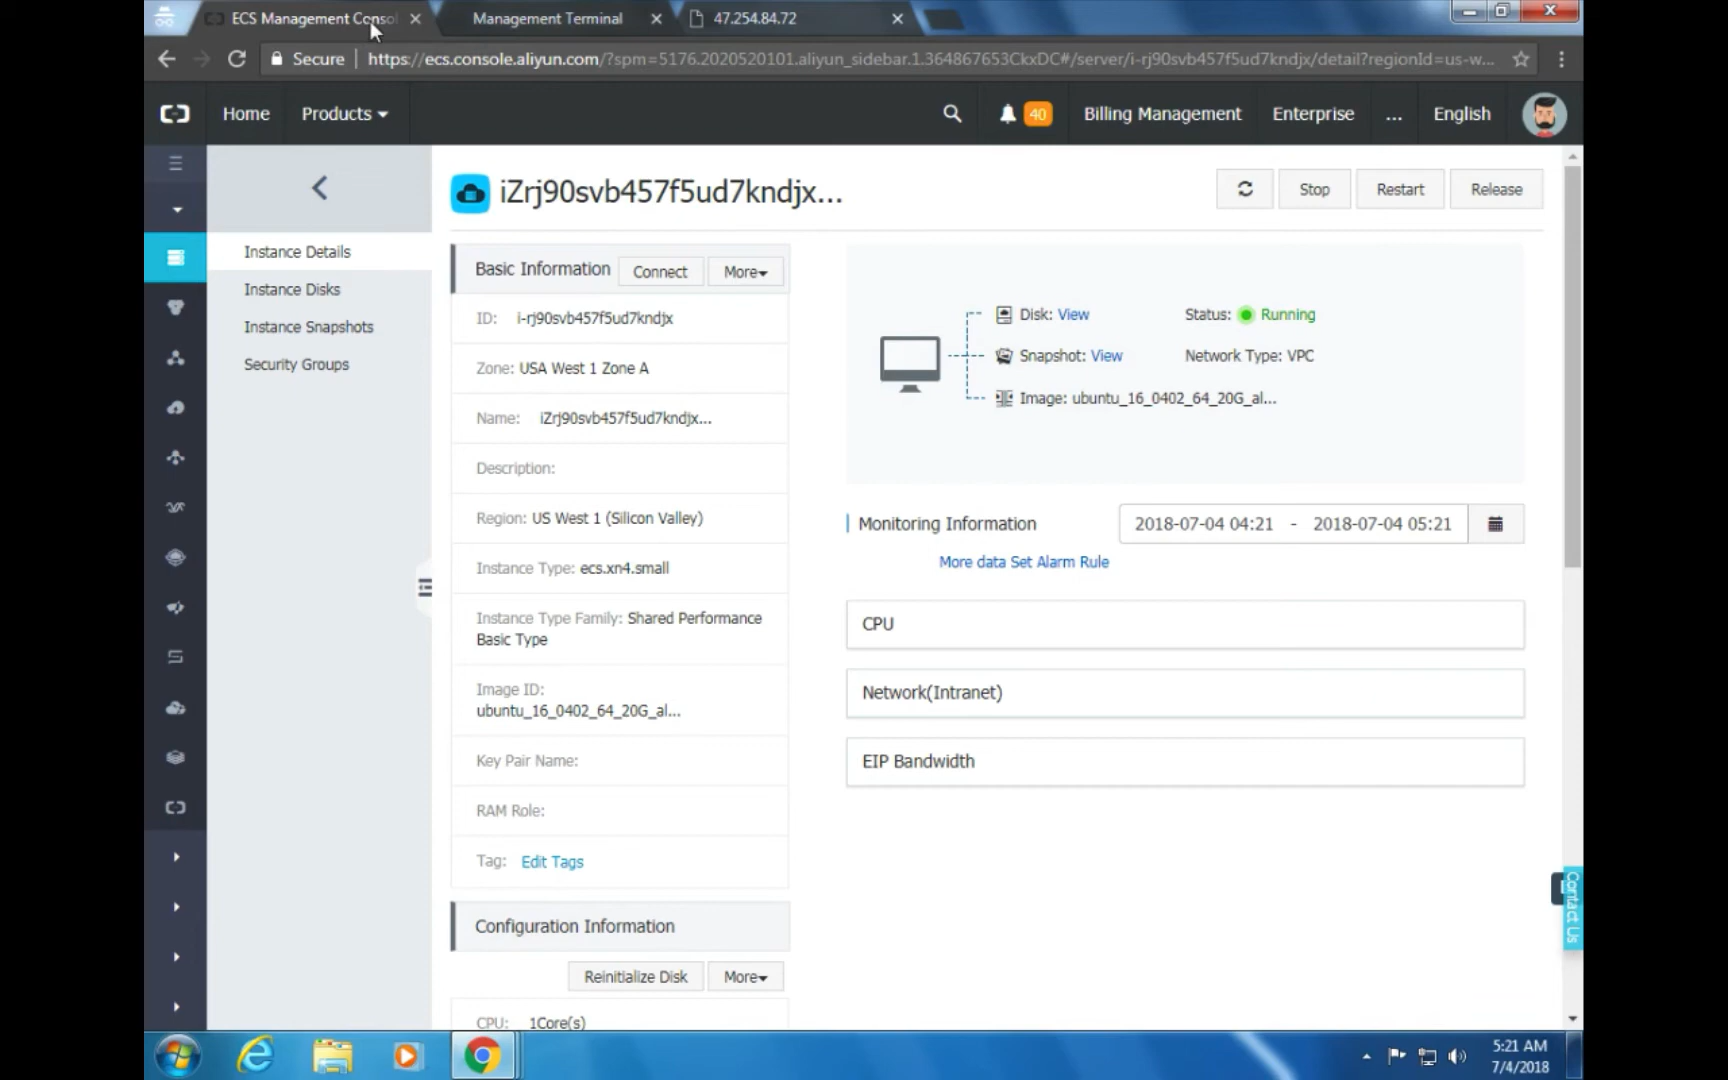 ECS Management Consol
Management Terminal
47.254.84.72
Secure
https://ecs.console.aliyun.com/?spm=5176.2020520101.aliyun_sidebar.1.364867653CkxDC#/server/i-rj90svb457f5ud7kndjx/detail?regionId=us-w...
Home
Products
40
Billing Management
Enterprise
...
English
iZrj90svb457f5ud7kndjx...
Stop
Restart
Release
Instance Details
Instance Disks
Instance Snapshots
Security Groups
Basic Information
Connect
More
ID: i-rj90svb457f5ud7kndjx
Zone: USA West 1 Zone A
Name: iZrj90svb457f5ud7kndjx...
Description:
Region: US West 1 (Silicon Valley)
Instance Type: ecs.xn4.small
Instance Type Family: Shared Performance
Basic Type
Image ID:
ubuntu_16_0402_64_20G_al...
Key Pair Name:
RAM Role:
Tag: Edit Tags
Configuration Information
Reinitialize Disk
More
CPU: 1Core(s)
Disk: View
Status: Running
Snapshot: View
Network Type: VPC
Image: ubuntu_16_0402_64_20G_al...
Monitoring Information
2018-07-04 04:21 - 2018-07-04 05:21
More data Set Alarm Rule
CPU
Network(Intranet)
EIP Bandwidth
Contact Us
5:21 AM
7/4/2018